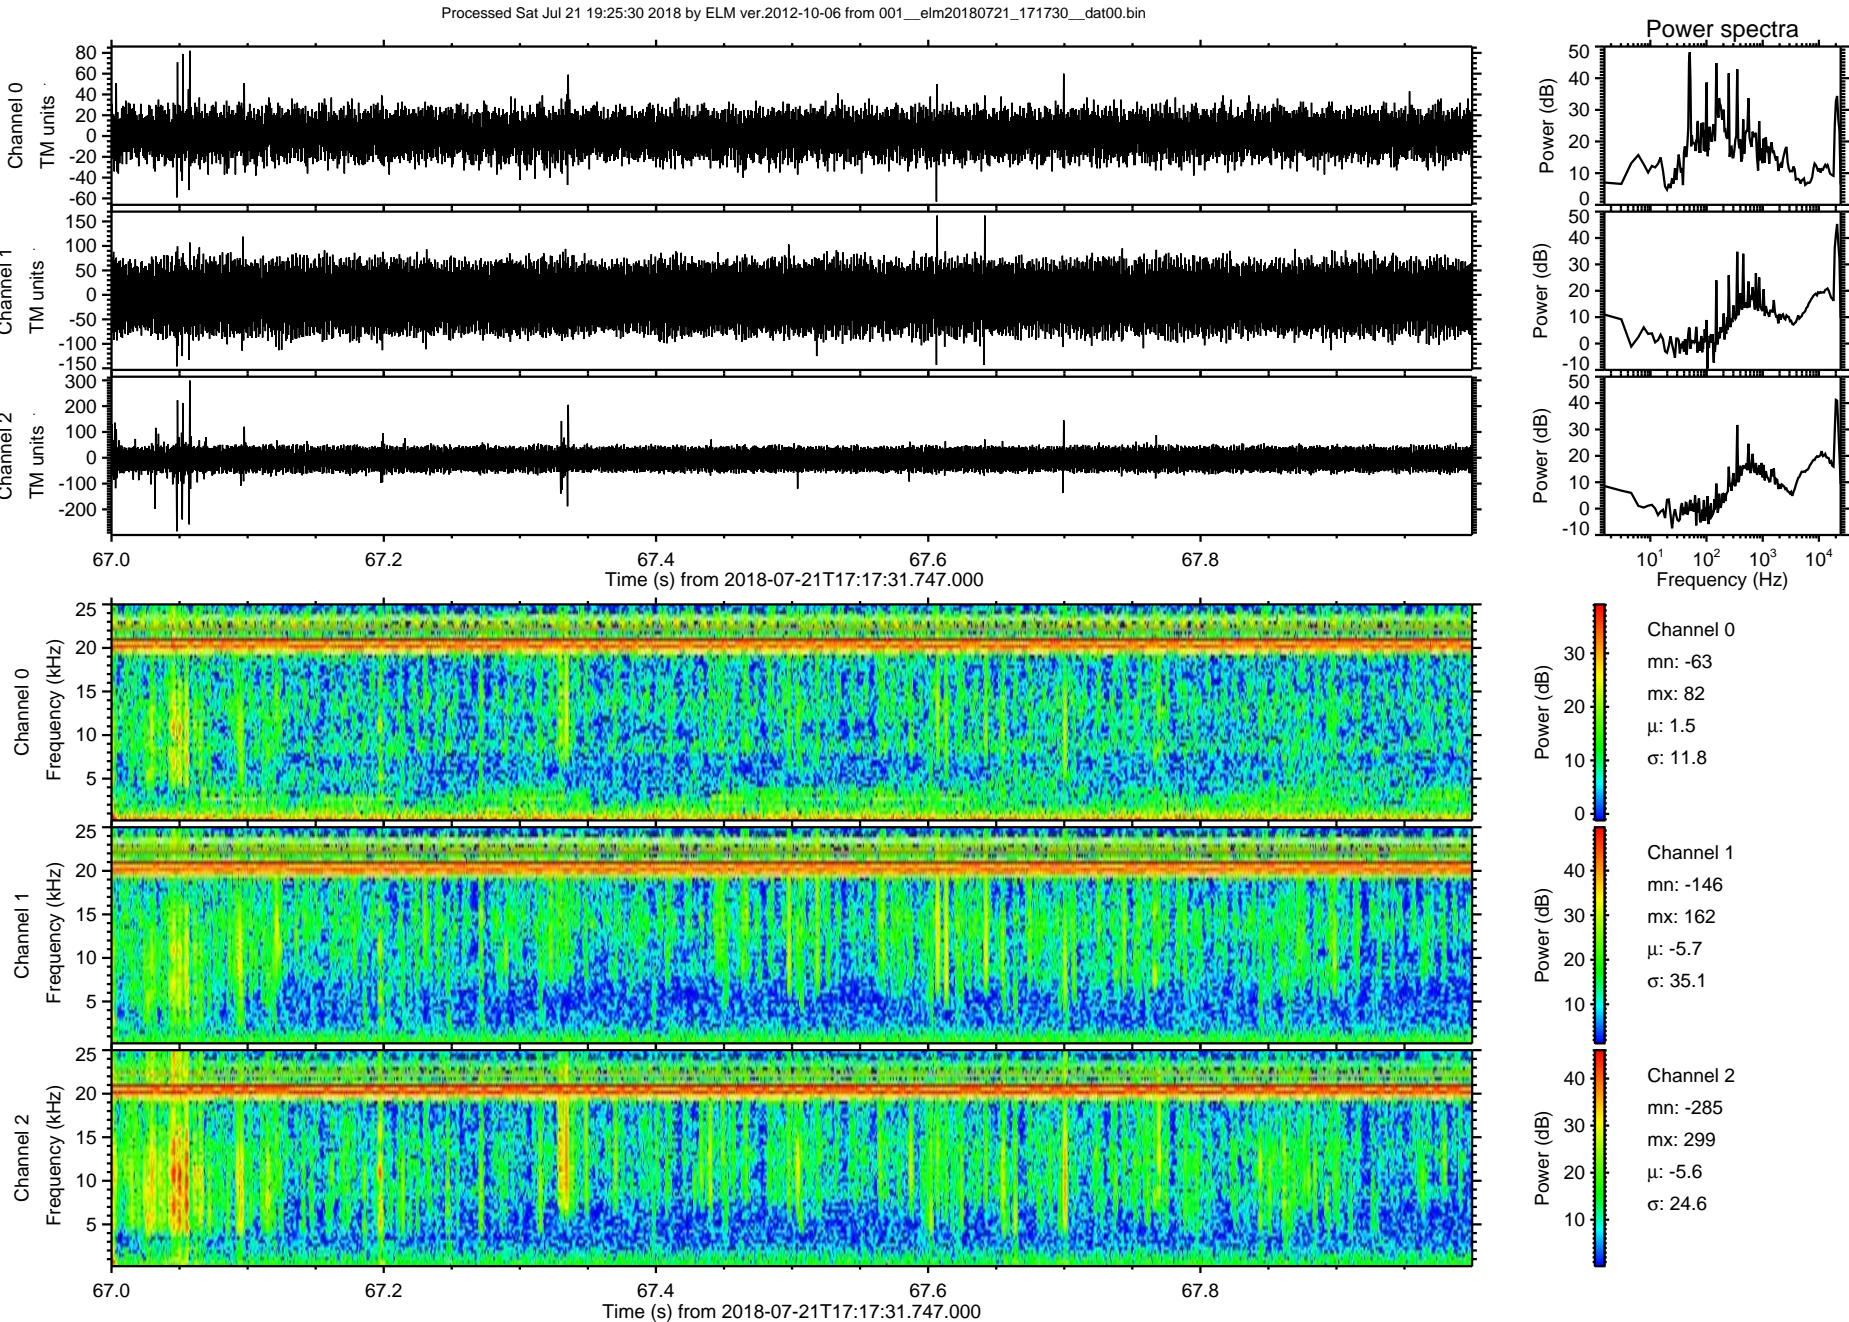 Processed Sat Jul 21 19:25:30 2018 by ELM ver.2012-10-06 from 001__elm20180721_171730__dat00.bin
Power spectra
Channel 0
TM units
80
60
40
20
0
-20
-40
-60
Power (dB)
50
40
30
20
10
0
Channel 1
TM units
150
100
50
0
-50
-100
-150
Power (dB)
50
40
30
20
10
0
-10
Channel 2
TM units
300
200
100
0
-100
-200
Power (dB)
50
40
30
20
10
0
-10
67.0 67.2 67.4 67.6 67.8
Time (s) from 2018-07-21T17:17:31.747.000
10^1 10^2 10^3 10^4
Frequency (Hz)
Channel 0
Frequency (kHz)
25
20
15
10
5
Power (dB)
30
20
10
0
Channel 0
mn: -63
mx: 82
μ: 1.5
σ: 11.8
Channel 1
Frequency (kHz)
25
20
15
10
5
Power (dB)
40
30
20
10
Channel 1
mn: -146
mx: 162
μ: -5.7
σ: 35.1
Channel 2
Frequency (kHz)
25
20
15
10
5
Power (dB)
40
30
20
10
Channel 2
mn: -285
mx: 299
μ: -5.6
σ: 24.6
67.0 67.2 67.4 67.6 67.8
Time (s) from 2018-07-21T17:17:31.747.000